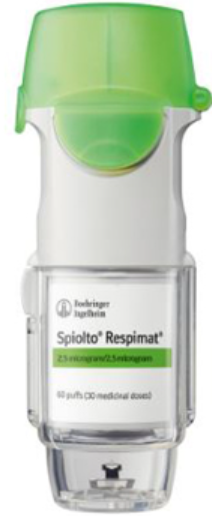 Boehringer
Ingelheim
Spiolto® Respimat®
2,5 microgram/2,5 microgram
60 puffs (30 medicinal doses)